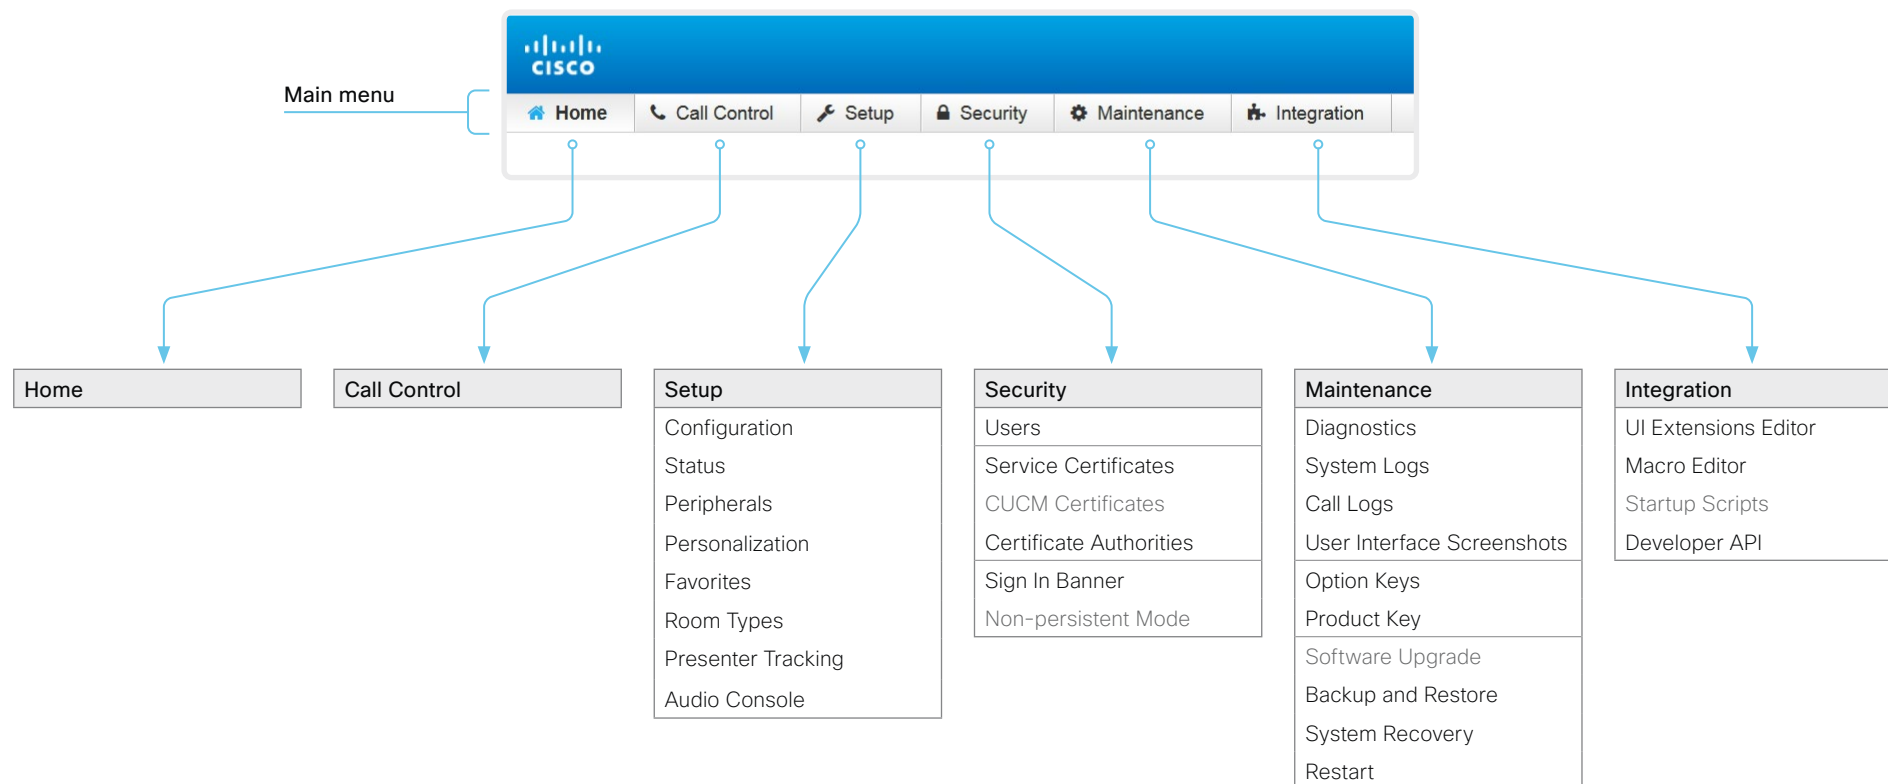 CISCO
Main menu
Home Call Control Setup Security Maintenance Integration
Home
Call Control
Setup
Configuration
Status
Peripherals
Personalization
Favorites
Room Types
Presenter Tracking
Audio Console
Security
Users
Service Certificates
CUCM Certificates
Certificate Authorities
Sign In Banner
Non-persistent Mode
Maintenance
Diagnostics
System Logs
Call Logs
User Interface Screenshots
Option Keys
Product Key
Software Upgrade
Backup and Restore
System Recovery
Restart
Integration
UI Extensions Editor
Macro Editor
Startup Scripts
Developer API